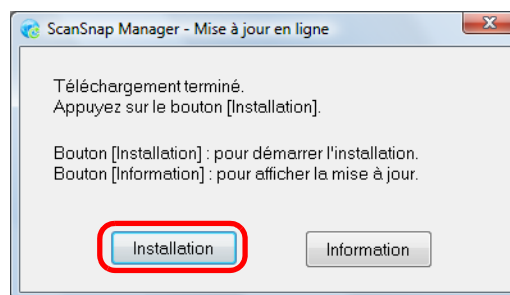 ScanSnap Manager - Mise à jour en ligne
Téléchargement terminé.
Appuyez sur le bouton [Installation].
Bouton [Installation] : pour démarrer l'installation.
Bouton [Information] : pour afficher la mise à jour.
Installation
Information